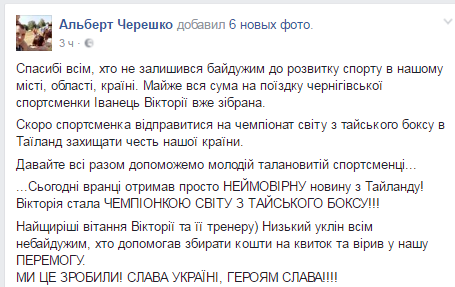 Альберт Черешко добавил 6 новых фото.
3 ч ·
Спасибі всім, хто не залишився байдужим до розвитку спорту в нашому
місті, області, країні. Майже вся сума на поїздку чернігівської
спортсменки Іванець Вікторії вже зібрана.
Скоро спортсменка відправитися на чемпіонат світу з тайського боксу в
Таїланд захищати честь нашої країни.
Давайте всі разом допоможемо молодій талановитій спортсменці...
...Сьогодні вранці отримав просто НЕЙМОВІРНУ новину з Тайланду!
Вікторія стала ЧЕМПІОНКОЮ СВІТУ З ТАЙСЬКОГО БОКСУ!!!
Найщиріші вітання Вікторії та її тренеру) Низький уклін всім
небайдужим, хто допомагав збирати кошти на квиток та вірив у нашу
ПЕРЕМОГУ.
МИ ЦЕ ЗРОБИЛИ! СЛАВА УКРАЇНІ, ГЕРОЯМ СЛАВА!!!!